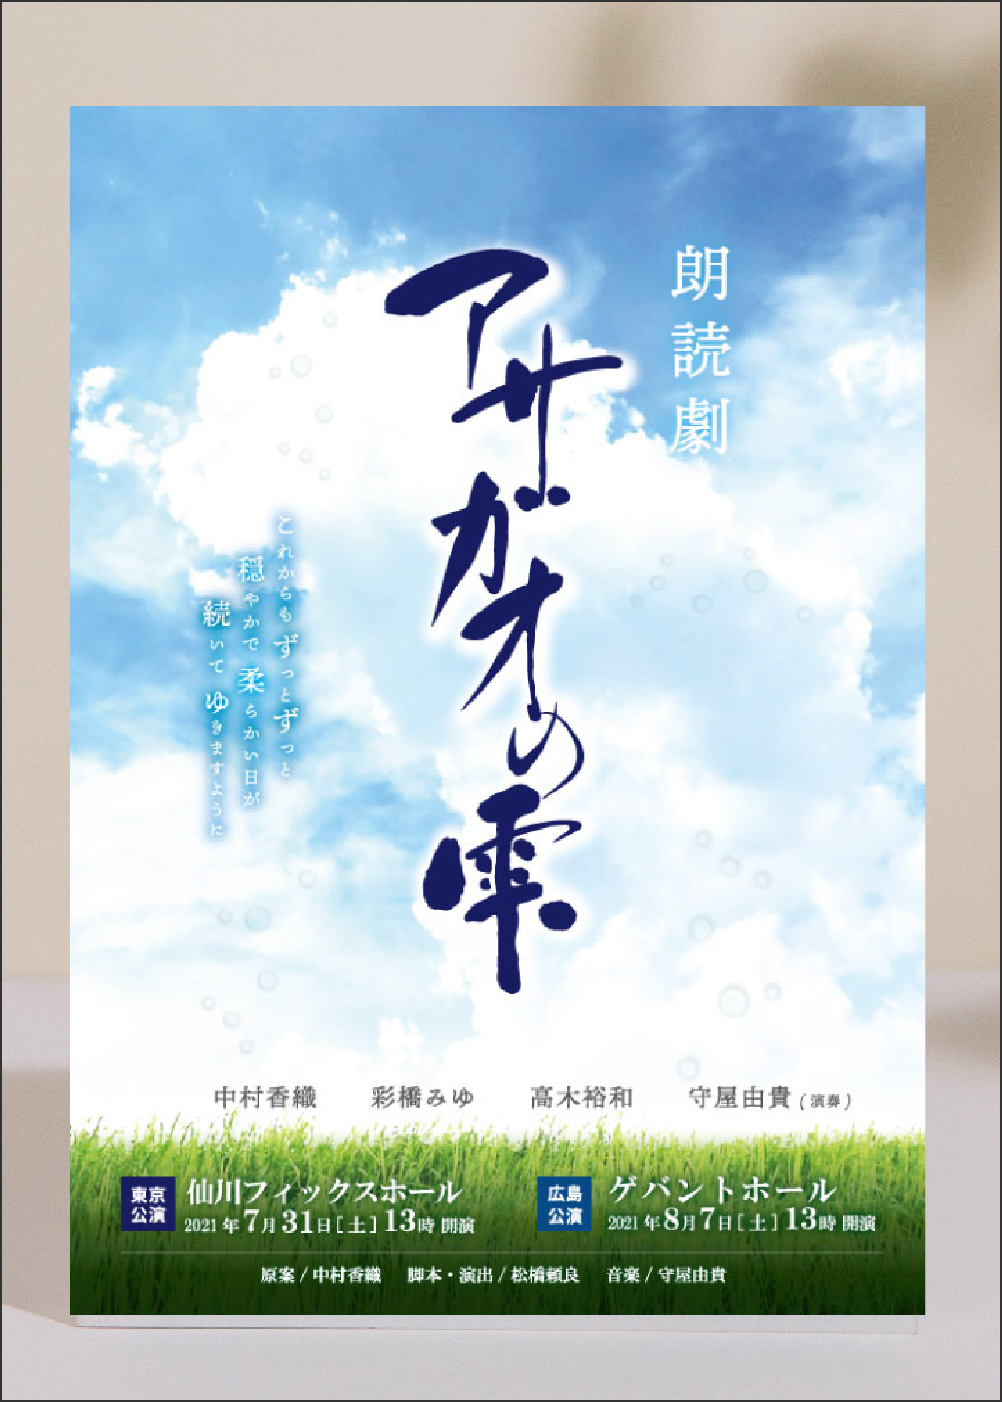 朗読劇
アサガオの雫
これからもずっとずっと
穏やかで柔らかい日が
続いてゆきますように
中村香織 彩橋みゆ 高木裕和 守屋由貴(演奏)
東京公演
仙川フィックスホール
2021年7月31日[土]13時 開演
広島公演
ゲバントホール
2021年8月7日[土]13時 開演
原案/中村香織 脚本・演出/松橋頼良 音楽/守屋由貴